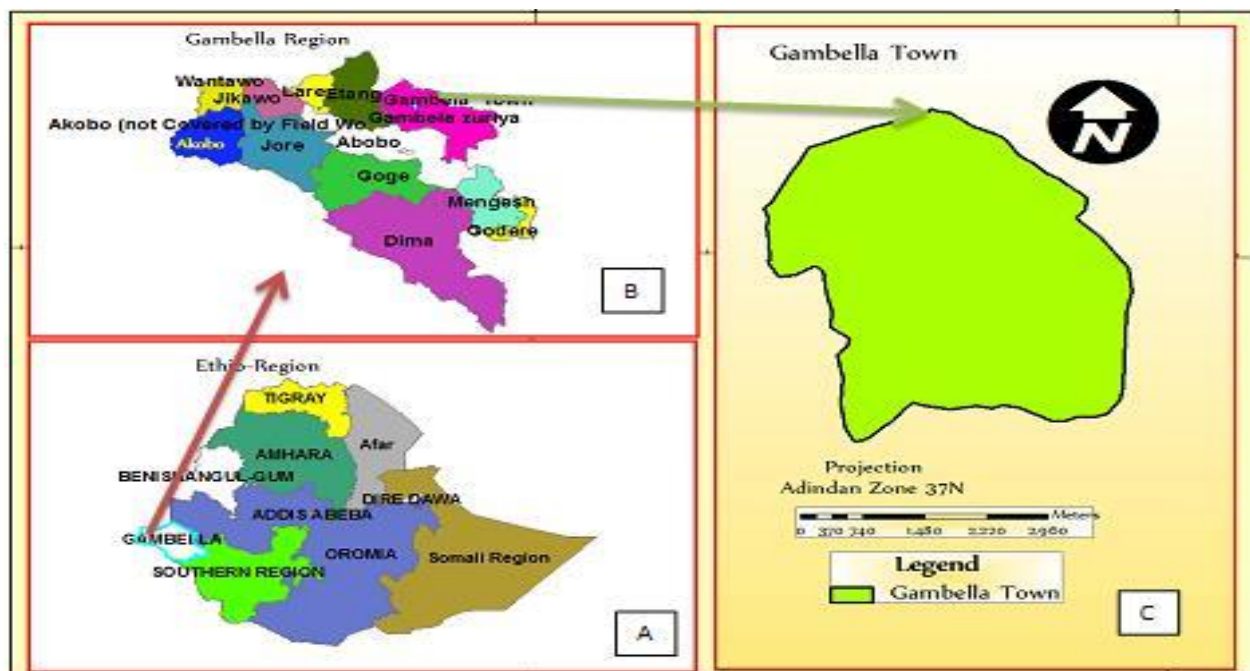 Gambella Region
Wantawo
Jikawo
Lare
Etang
Gambela Town
Gambela zuriya
Akobo (not Covered by Field Wo
Akobo
Jore
Abobo
Goge
Mengesh
Godere
Dima
B
Ethio-Region
TIGRAY
AMHARA
Afar
BENISHANGUL-GUM
DIRE DAWA
ADDIS ABEBA
GAMBELLA
OROMIA
Somali Region
SOUTHERN REGION
A
Gambella Town
N
Projection
Adindan Zone 37N
Meters
0 370 740 1,480 2,220 2,960
Legend
Gambella Town
C